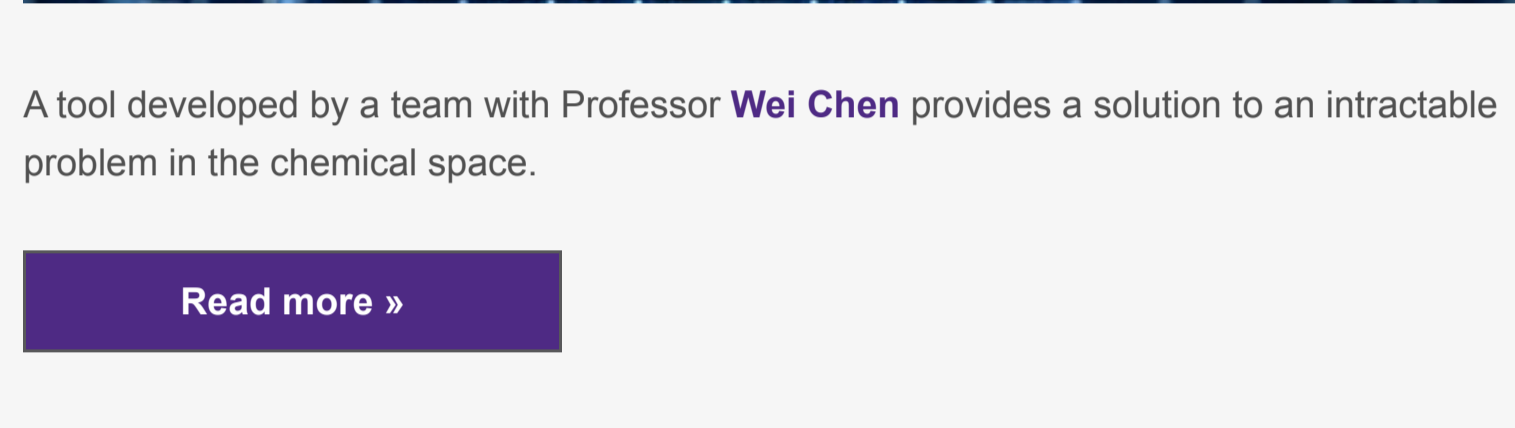 A tool developed by a team with Professor Wei Chen provides a solution to an intractable
problem in the chemical space.
Read more »